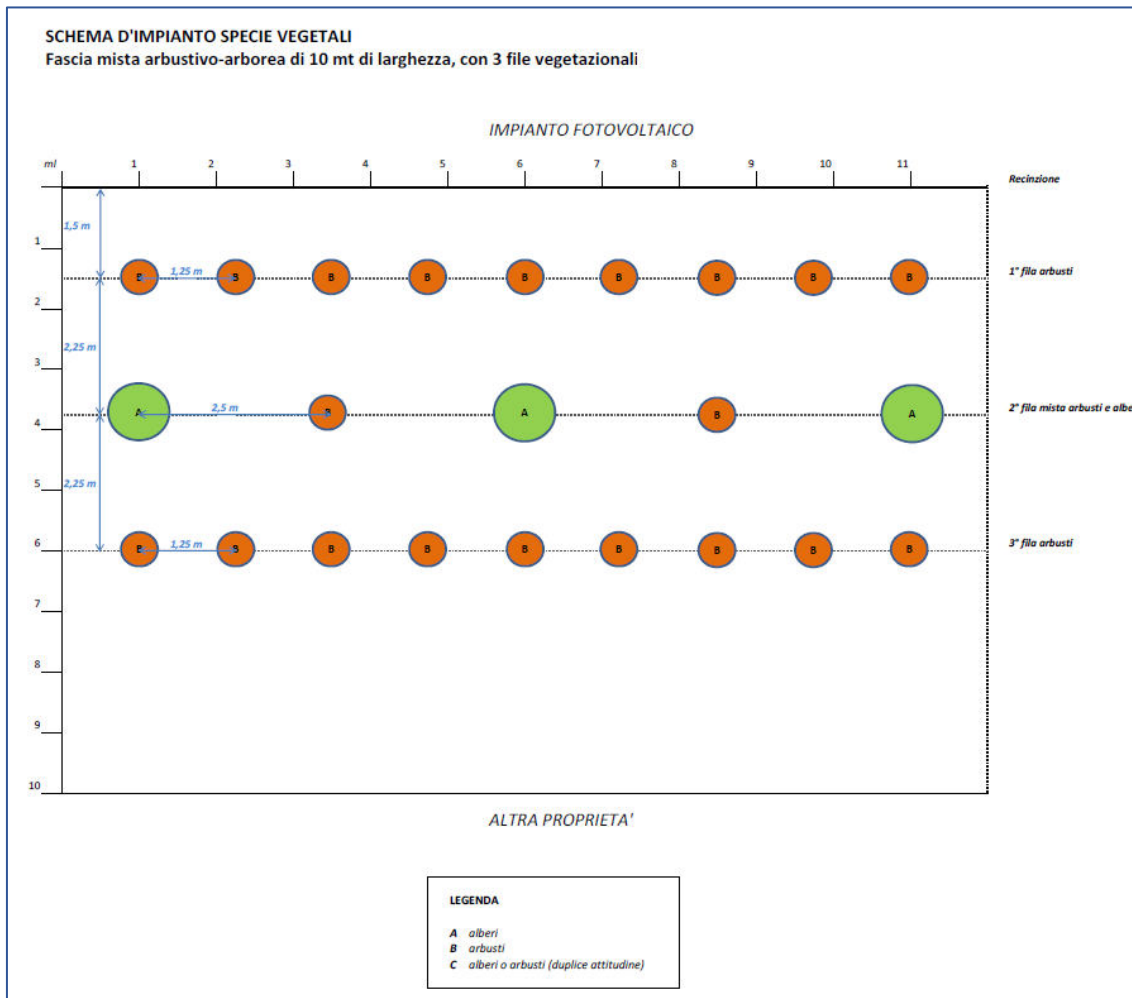 SCHEMA D'IMPIANTO SPECIE VEGETALI
Fascia mista arbustivo-arborea di 10 mt di larghezza, con 3 file vegetazionali
IMPIANTO FOTOVOLTAICO
ml 1 2 3 4 5 6 7 8 9 10 11
Recinzione
1,5 m
1
B 1,25 m B B B B B B B B
1° fila arbusti
2
2,25 m
3
A 2,5 m B A B A
2° fila mista arbusti e albe
4
2,25 m
5
6
B 1,25 m B B B B B B B B
3° fila arbusti
7
8
9
10
ALTRA PROPRIETA'
LEGENDA
A alberi
B arbusti
C alberi o arbusti (duplice attitudine)